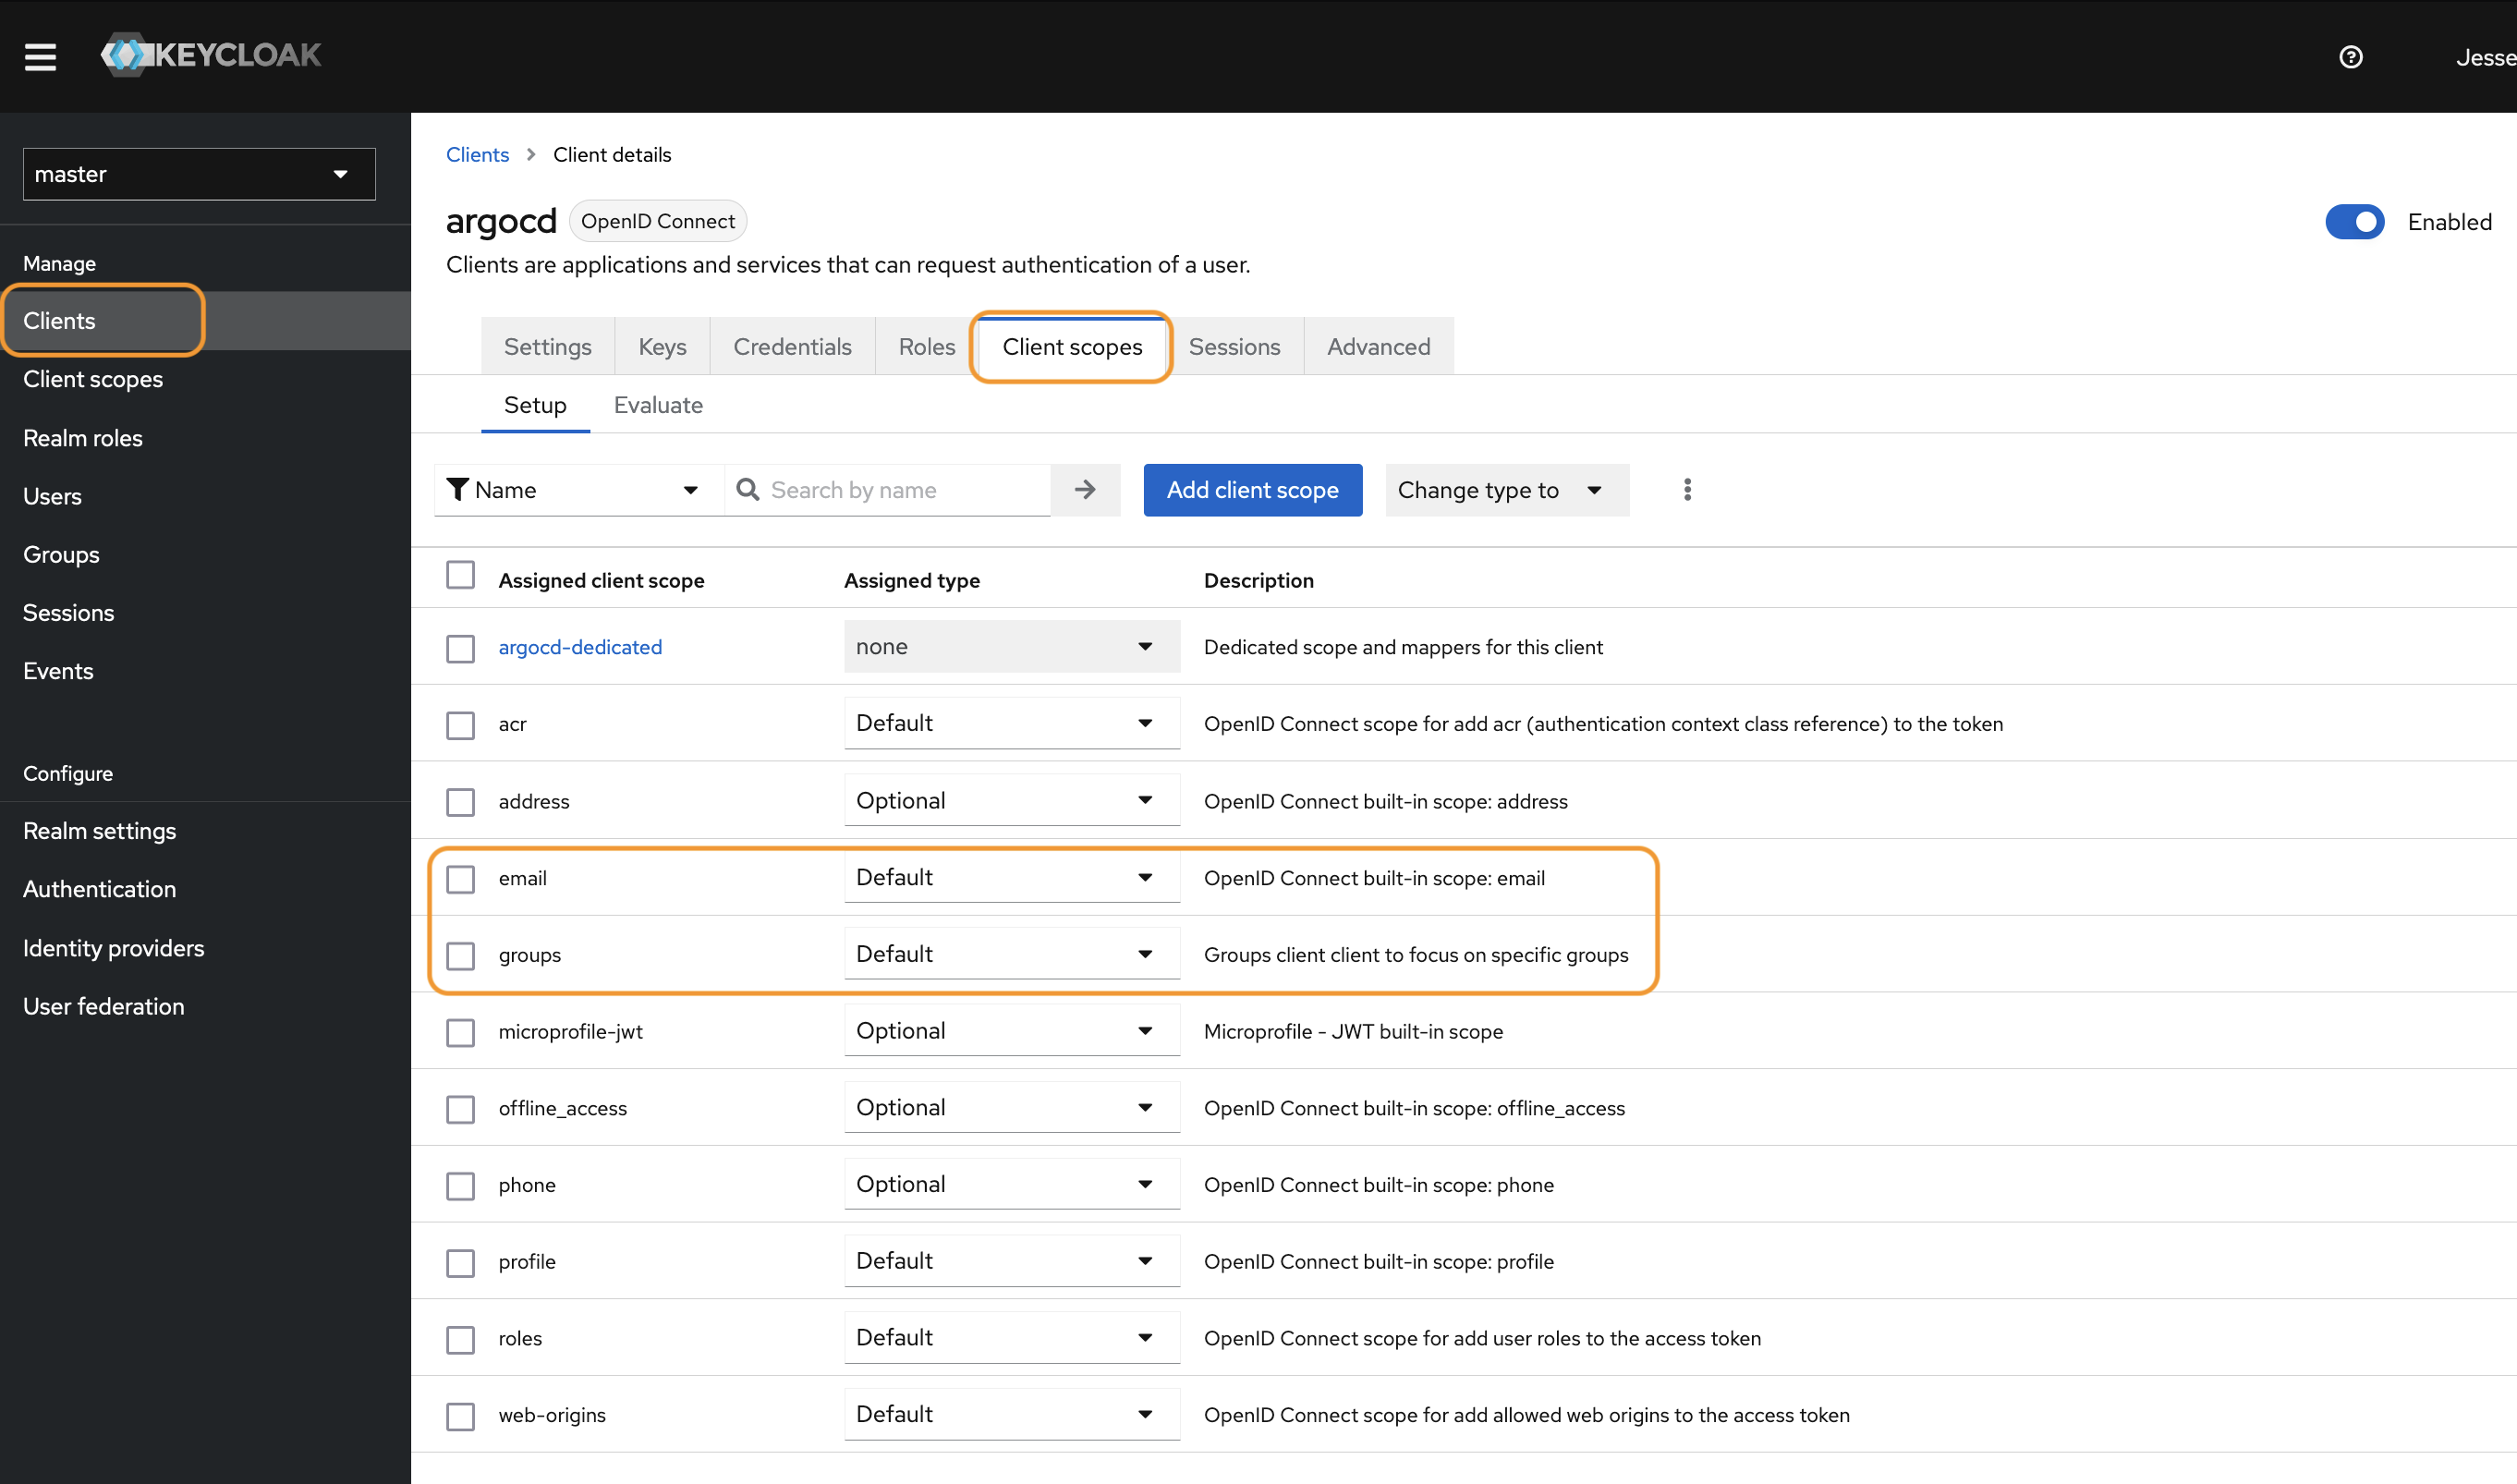 KEYCLOAK
Jesse
master
Manage
Clients
Client scopes
Realm roles
Users
Groups
Sessions
Events
Configure
Realm settings
Authentication
Identity providers
User federation
Clients > Client details
argocd OpenID Connect
Enabled
Clients are applications and services that can request authentication of a user.
Settings Keys Credentials Roles Client scopes Sessions Advanced
Setup Evaluate
Name Search by name Add client scope Change type to
Assigned client scope Assigned type Description
argocd-dedicated none Dedicated scope and mappers for this client
acr Default OpenID Connect scope for add acr (authentication context class reference) to the token
address Optional OpenID Connect built-in scope: address
email Default OpenID Connect built-in scope: email
groups Default Groups client client to focus on specific groups
microprofile-jwt Optional Microprofile - JWT built-in scope
offline_access Optional OpenID Connect built-in scope: offline_access
phone Optional OpenID Connect built-in scope: phone
profile Default OpenID Connect built-in scope: profile
roles Default OpenID Connect scope for add user roles to the access token
web-origins Default OpenID Connect scope for add allowed web origins to the access token